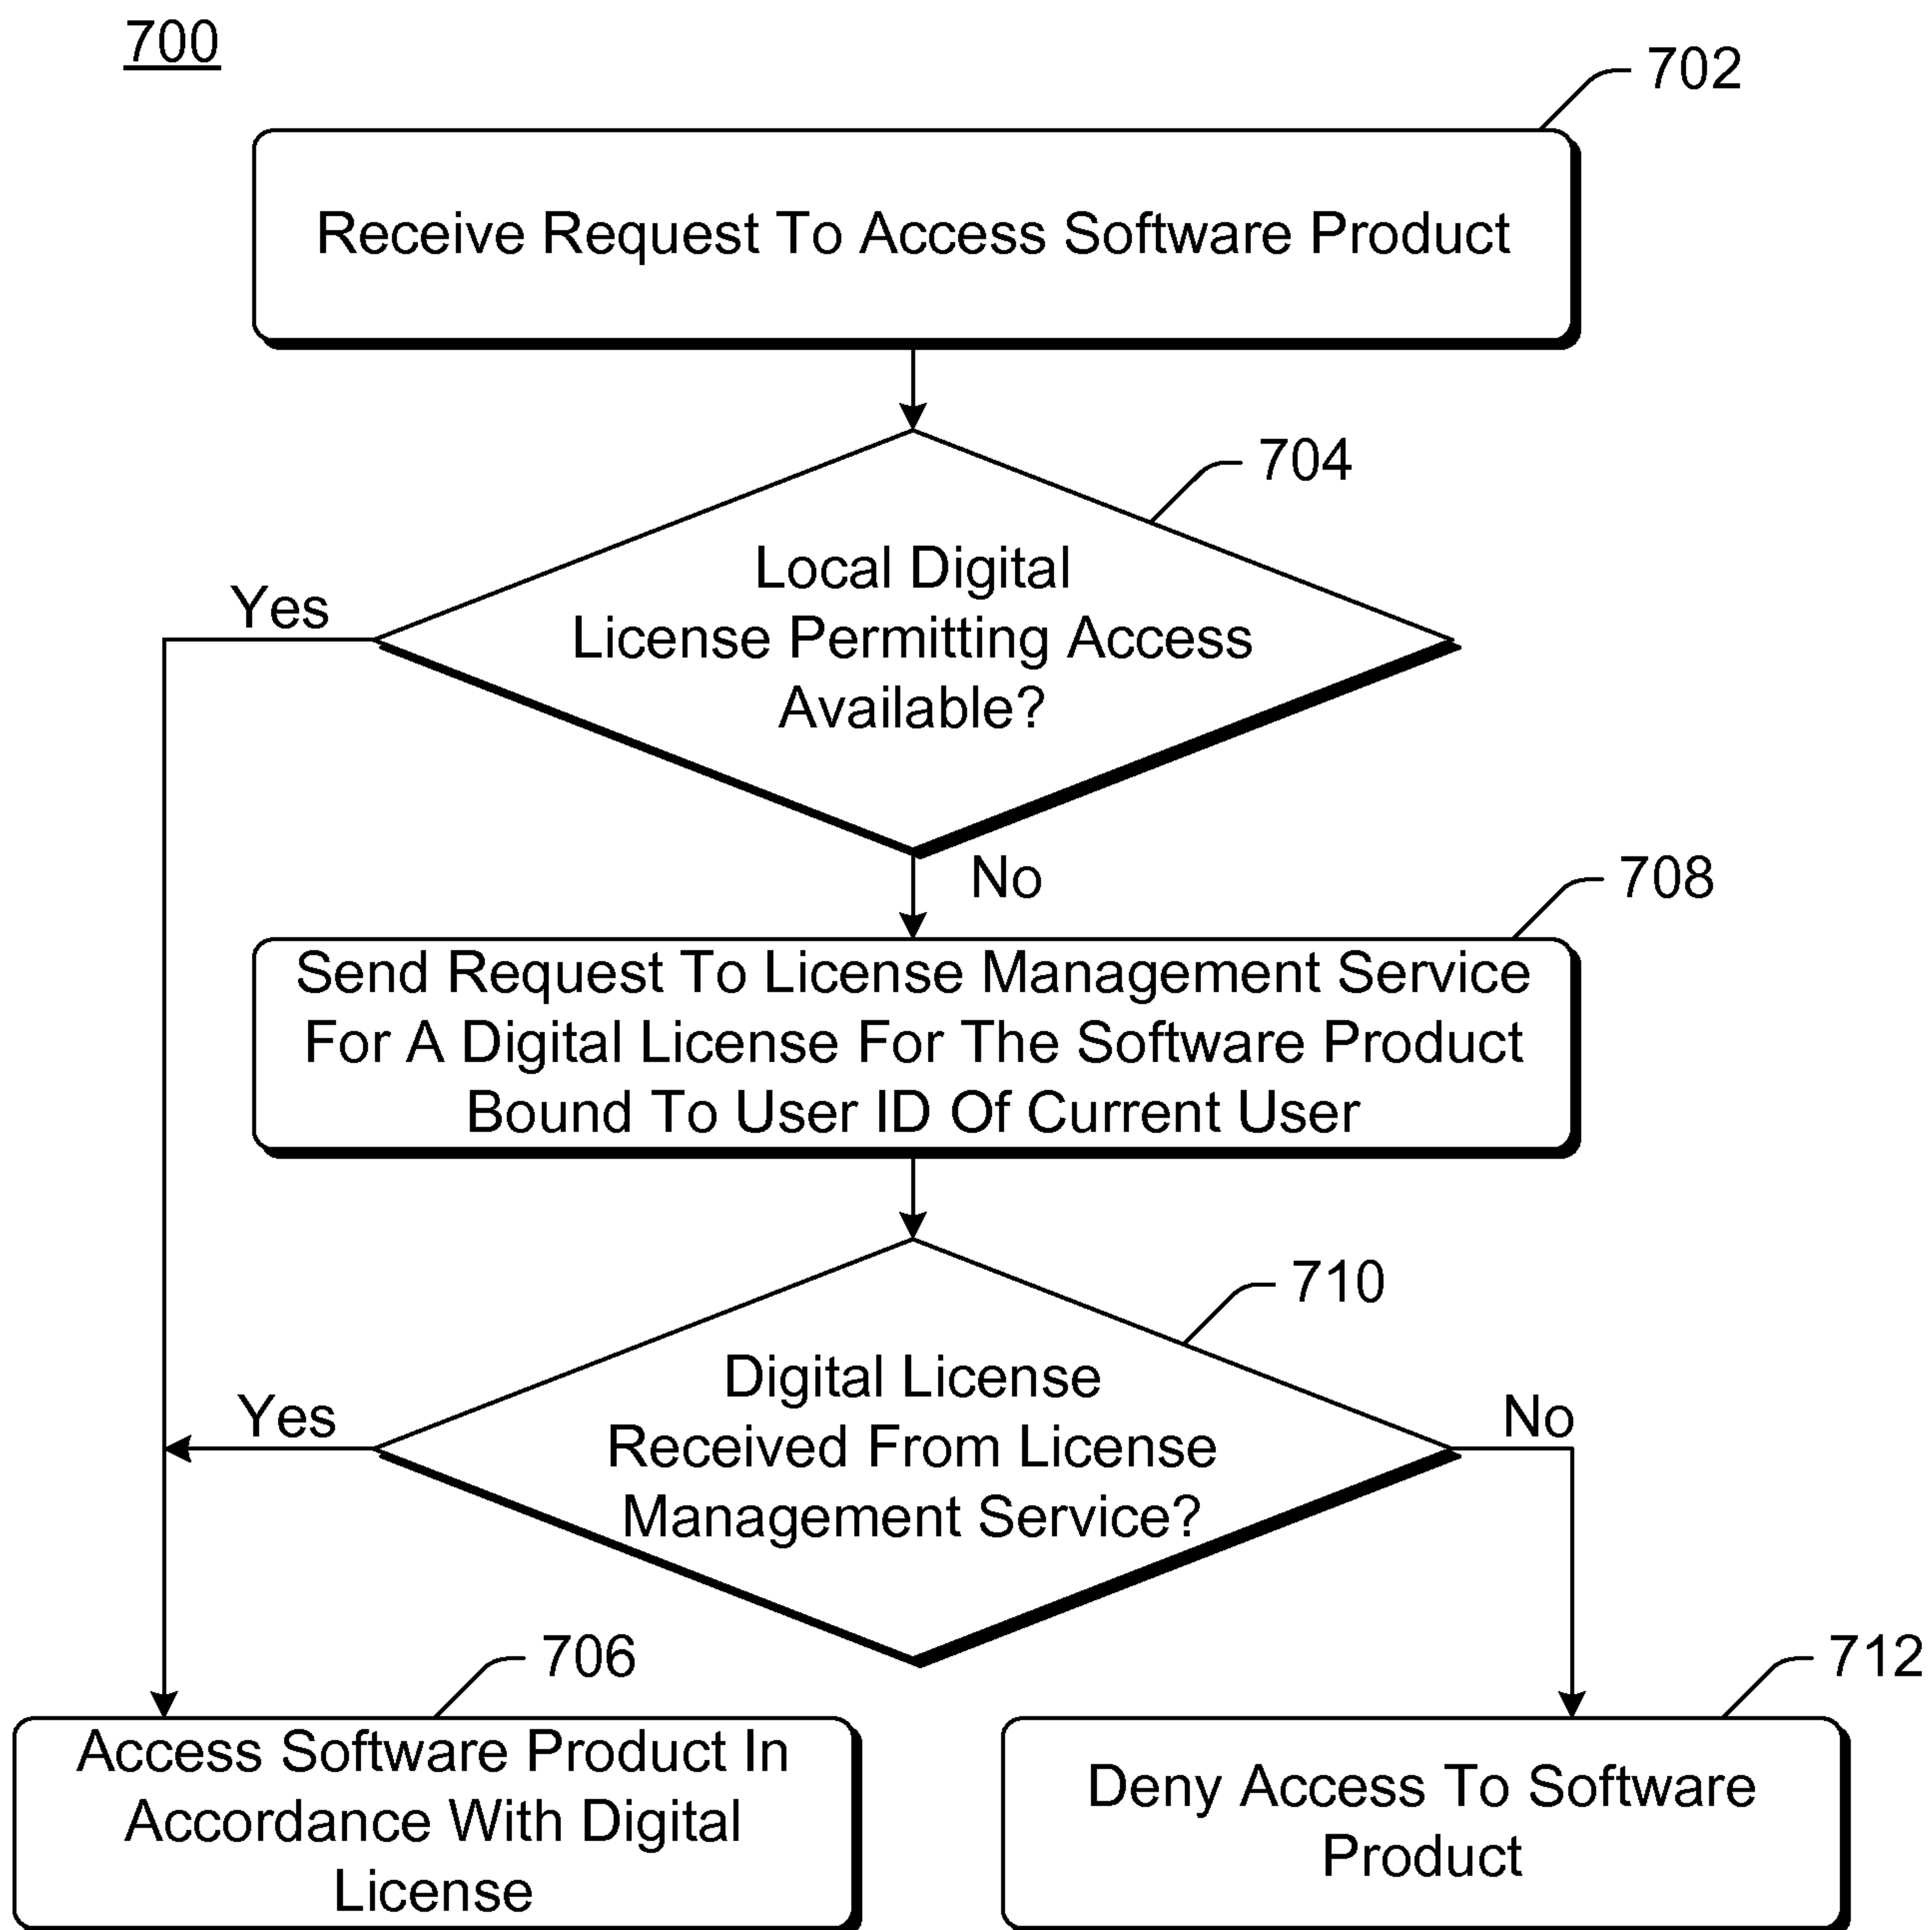 700
702
Receive Request To Access Software Product
704
Local Digital
License Permitting Access
Available?
Yes
No
708
Send Request To License Management Service
For A Digital License For The Software Product
Bound To User ID Of Current User
710
Digital License
Received From License
Management Service?
Yes
No
706
Access Software Product In
Accordance With Digital
License
712
Deny Access To Software
Product